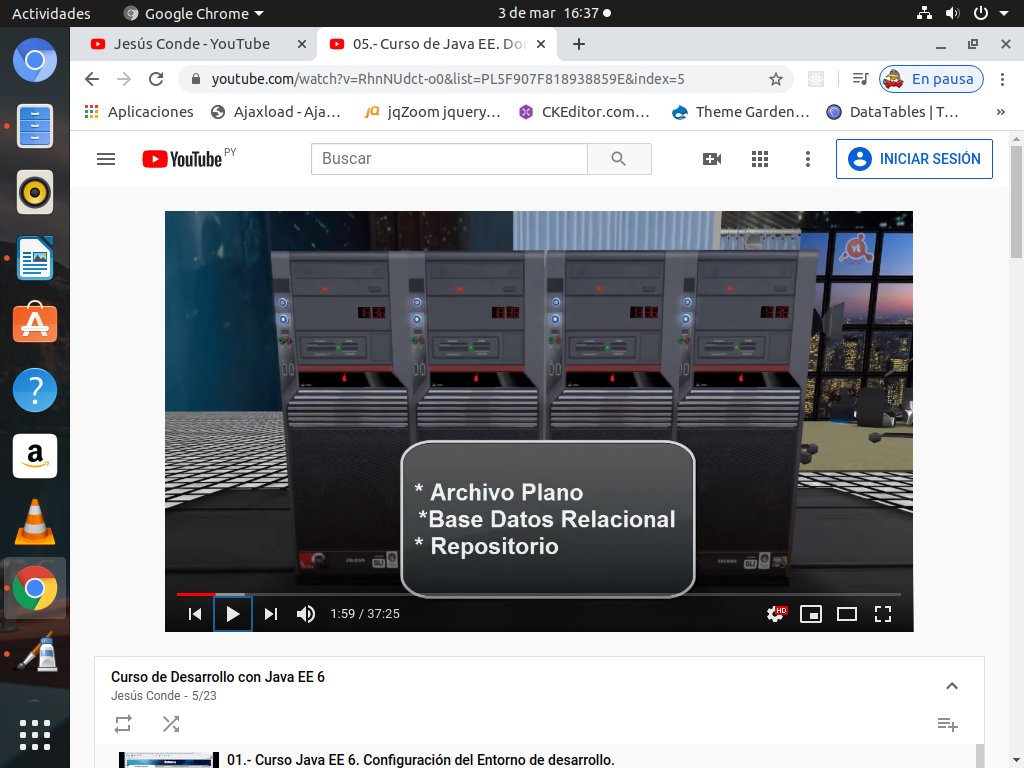 Actividades
Google Chrome
3 de mar 16:37
Jesús Conde - YouTube
05.- Curso de Java EE. Dor
youtube.com/watch?v=RhnNUdct-o0&list=PL5F907F818938859E&index=5
En pausa
Aplicaciones
Ajaxload - Aja...
jqZoom jquery...
CKEditor.com...
Theme Garden...
DataTables | T...
»
YouTube PY
Buscar
INICIAR SESIÓN
* Archivo Plano
*Base Datos Relacional
* Repositorio
1:59 / 37:25
HD
Curso de Desarrollo con Java EE 6
Jesús Conde - 5/23
01.- Curso Java EE 6. Configuración del Entorno de desarrollo.